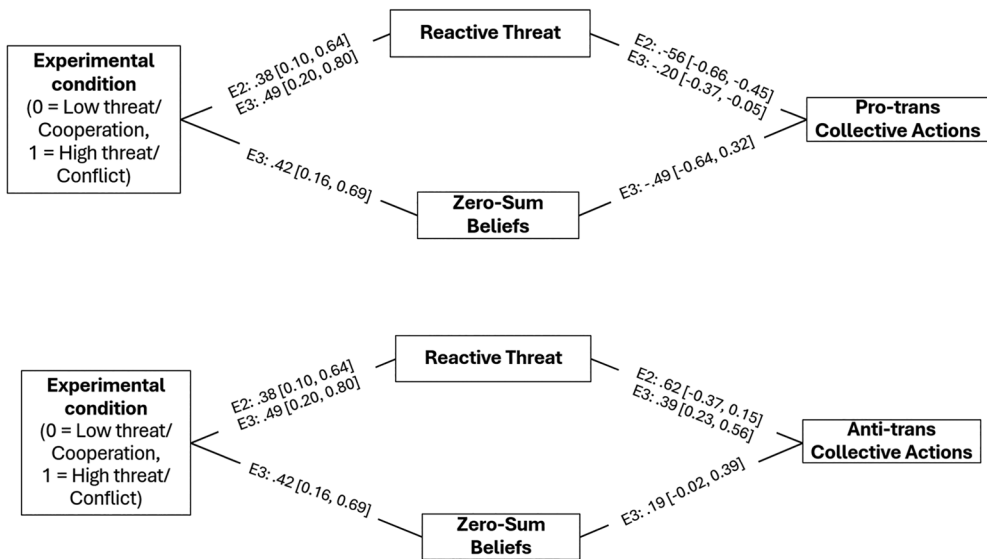 Reactive Threat
Experimental
condition
(0 = Low threat/
Cooperation,
1 = High threat/
Conflict)
E2: .38 [0.10, 0.64]
E3: .49 [0.20, 0.80]
E2: -56 [-0.66, -0.45]
E3: -.20 [-0.37, -0.05]
Pro-trans
Collective Actions
E3: .42 [0.16, 0.69]
E3: -.49 [-0.64, 0.32]
Zero-Sum
Beliefs
Reactive Threat
Experimental
condition
(0 = Low threat/
Cooperation,
1 = High threat/
Conflict)
E2: .38 [0.10, 0.64]
E3: .49 [0.20, 0.80]
E2: .62 [-0.37, 0.15]
E3: .39 [0.23, 0.56]
Anti-trans
Collective Actions
E3: .42 [0.16, 0.69]
E3: .19 [-0.02, 0.39]
Zero-Sum
Beliefs